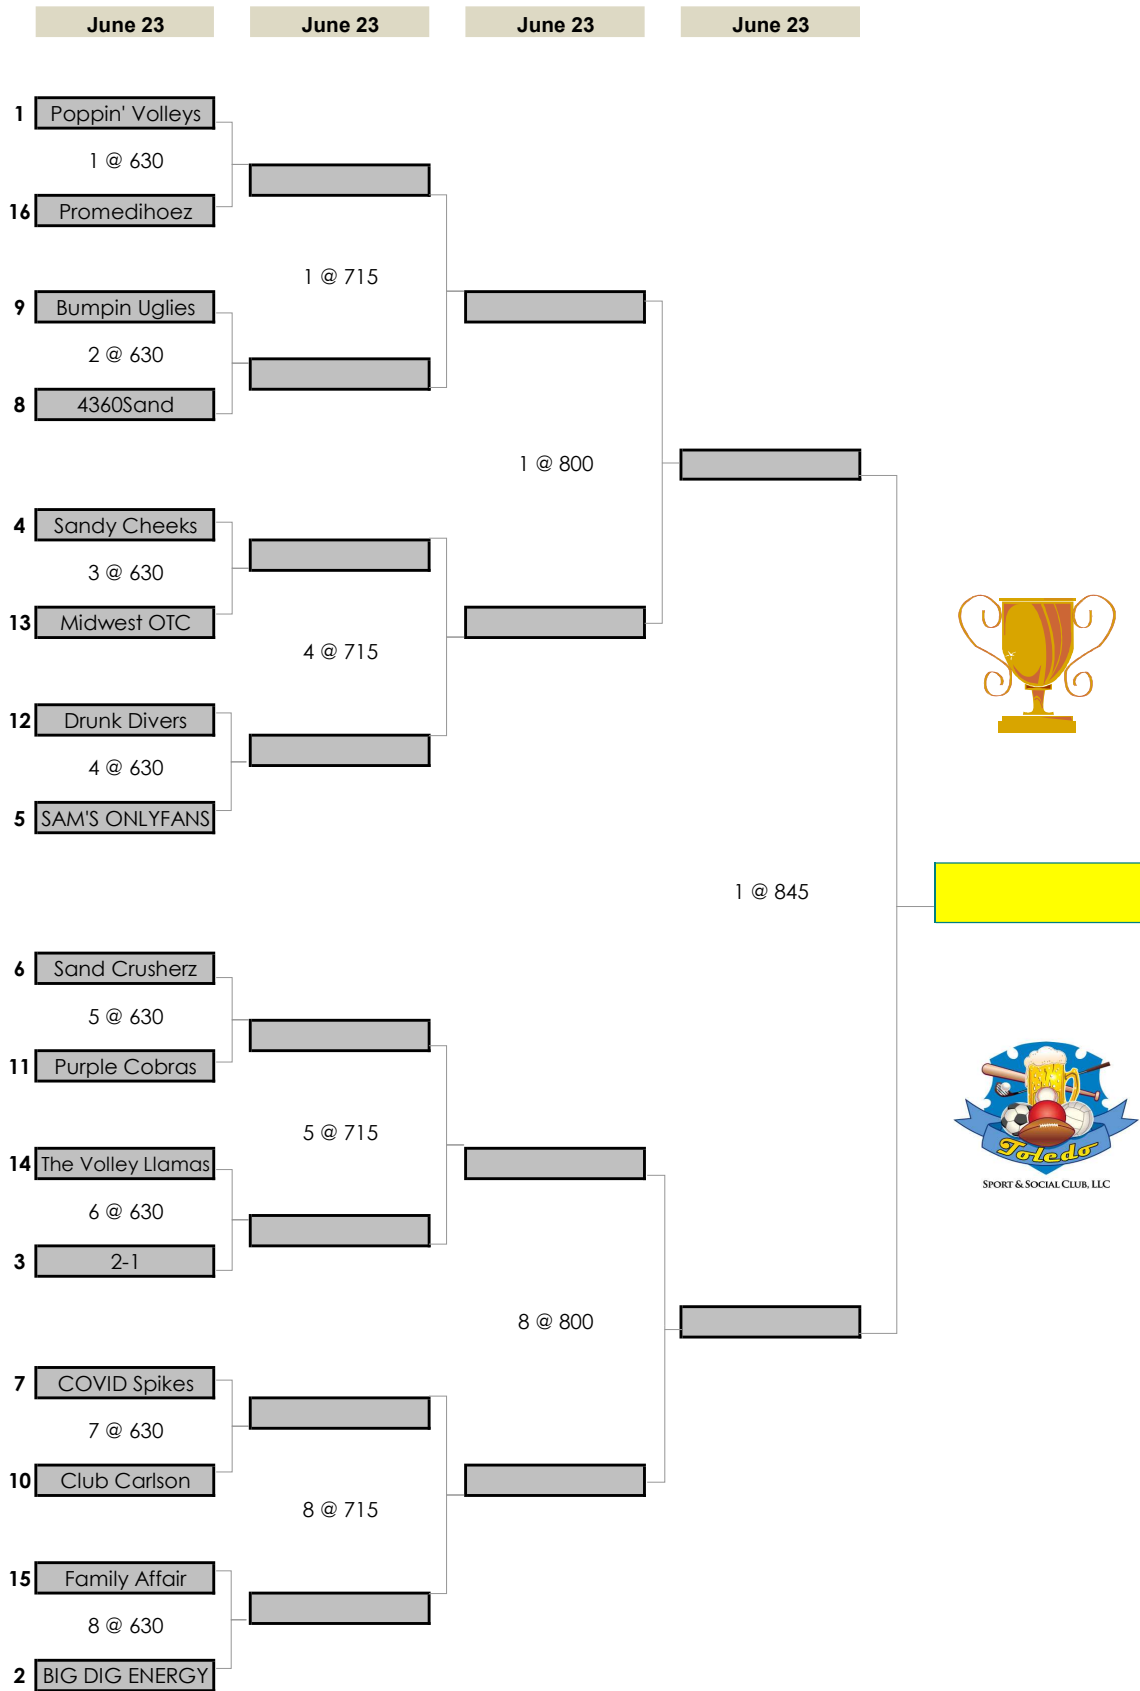 June 23 June 23 June 23 June 23
1 Poppin' Volleys
1 @ 630
16 Promedihoez
1 @ 715
9 Bumpin Uglies
2 @ 630
8 4360Sand
1 @ 800
4 Sandy Cheeks
3 @ 630
13 Midwest OTC
4 @ 715
12 Drunk Divers
4 @ 630
5 SAM'S ONLYFANS
1 @ 845
6 Sand Crusherz
5 @ 630
11 Purple Cobras
5 @ 715
14 The Volley Llamas
6 @ 630
3 2-1
Toledo
SPORT & SOCIAL CLUB, LLC
8 @ 800
7 COVID Spikes
7 @ 630
10 Club Carlson
8 @ 715
15 Family Affair
8 @ 630
2 BIG DIG ENERGY